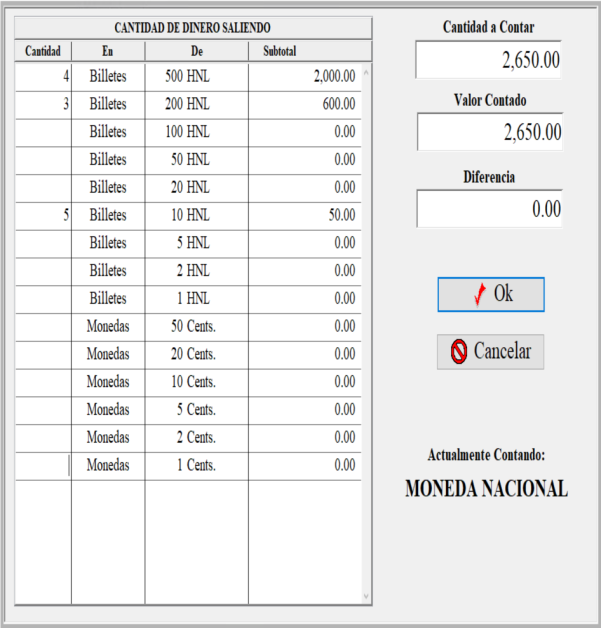 CANTIDAD DE DINERO SALIENDO
Cantidad En De Subtotal
4 Billetes 500 HNL 2,000.00
3 Billetes 200 HNL 600.00
Billetes 100 HNL 0.00
Billetes 50 HNL 0.00
Billetes 20 HNL 0.00
5 Billetes 10 HNL 50.00
Billetes 5 HNL 0.00
Billetes 2 HNL 0.00
Billetes 1 HNL 0.00
Monedas 50 Cents. 0.00
Monedas 20 Cents. 0.00
Monedas 10 Cents. 0.00
Monedas 5 Cents. 0.00
Monedas 2 Cents. 0.00
Monedas 1 Cents. 0.00
Cantidad a Contar
2,650.00
Valor Contado
2,650.00
Diferencia
0.00
Ok
Cancelar
Actualmente Contando:
MONEDA NACIONAL